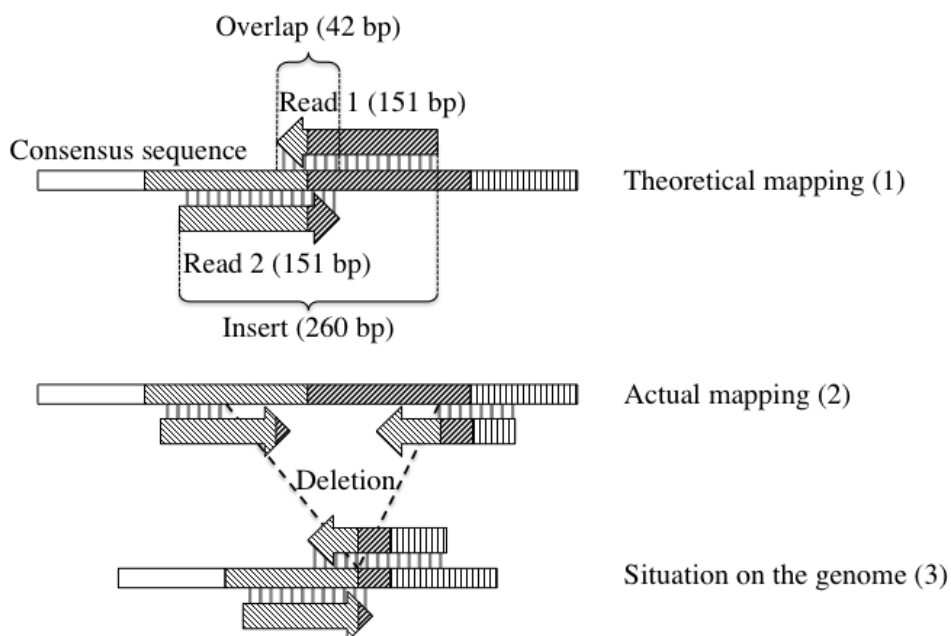 Overlap (42 bp)
Read 1 (151 bp)
Consensus sequence
Theoretical mapping (1)
Read 2 (151 bp)
Insert (260 bp)
Actual mapping (2)
Deletion
Situation on the genome (3)